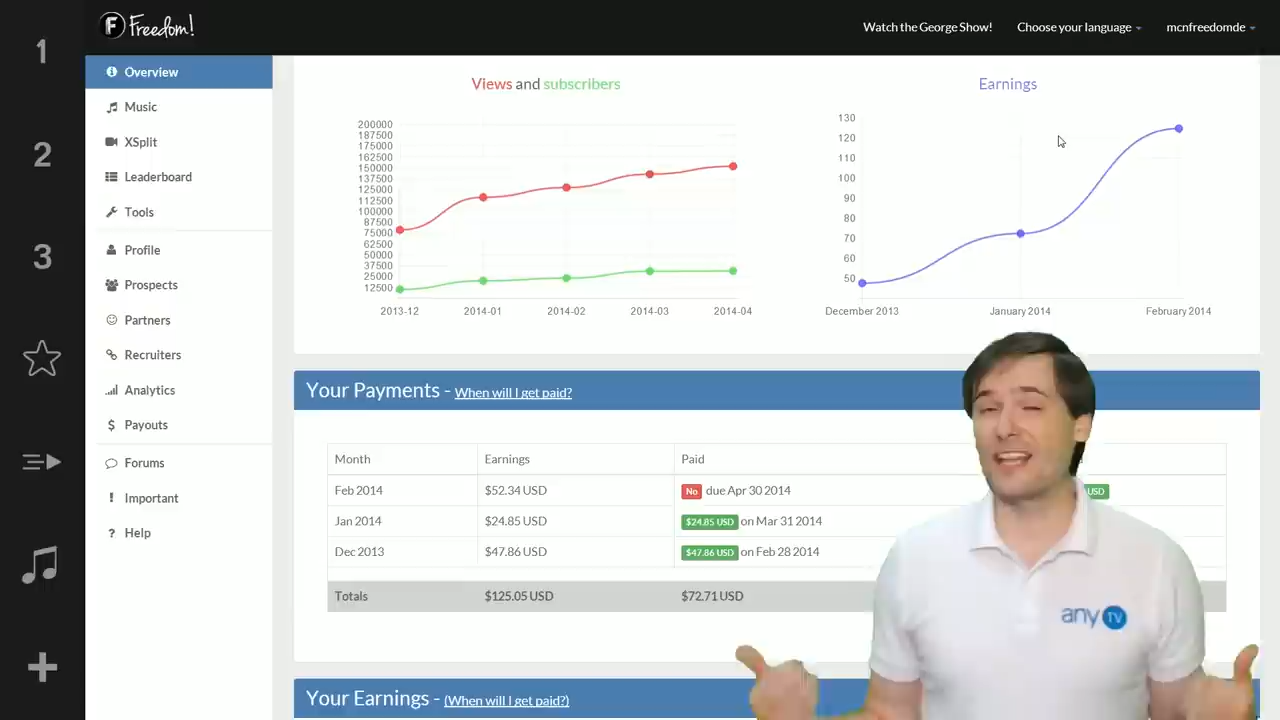 Freedom!
Watch the George Show!
Choose your language
mcnfreedomde
1
2
3
Overview
Music
XSplit
Leaderboard
Tools
Profile
Prospects
Partners
Recruiters
Analytics
Payouts
Forums
Important
Help
Views and subscribers
200000
187500
175000
162500
150000
137500
125000
112500
100000
87500
75000
62500
50000
37500
25000
12500
2013-12 2014-01 2014-02 2014-03 2014-04
Earnings
130
120
110
100
90
80
70
60
50
December 2013 January 2014 February 2014
Your Payments - When will I get paid?
Month Earnings Paid
Feb 2014 $52.34 USD No due Apr 30 2014 USD
Jan 2014 $24.85 USD $24.85 USD on Mar 31 2014
Dec 2013 $47.86 USD $47.86 USD on Feb 28 2014
Totals $125.05 USD $72.71 USD
any TV
Your Earnings - (When will I get paid?)